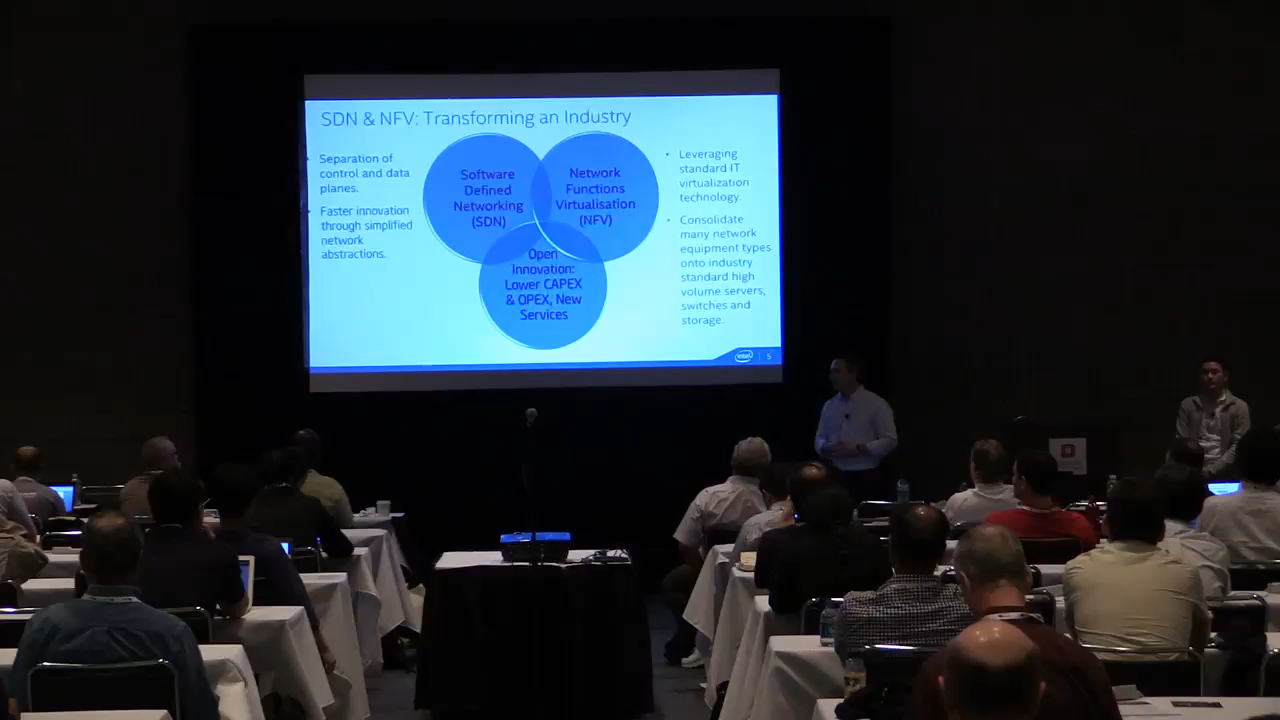 SDN & NFV: Transforming an Industry
• Separation of
control and data
planes.
• Faster innovation
through simplified
network
abstractions.
Software
Defined
Networking
(SDN)
Network
Functions
Virtualisation
(NFV)
Open
Innovation:
Lower CAPEX
& OPEX, New
Services
• Leveraging
standard IT
virtualization
technology.
• Consolidate
many network
equipment types
onto industry
standard high
volume servers,
switches and
storage.
intel
5